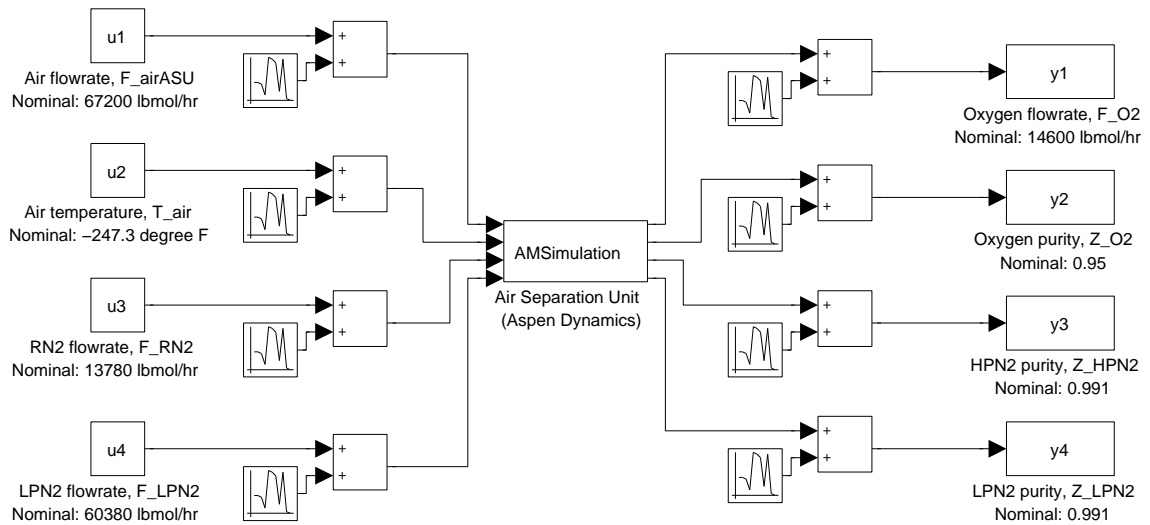 u1
+
+
Air flowrate, F_airASU
Nominal: 67200 lbmol/hr
u2
+
+
Air temperature, T_air
Nominal: −247.3 degree F
u3
+
+
RN2 flowrate, F_RN2
Nominal: 13780 lbmol/hr
u4
+
+
LPN2 flowrate, F_LPN2
Nominal: 60380 lbmol/hr
AMSimulation
Air Separation Unit
(Aspen Dynamics)
+
+
y1
Oxygen flowrate, F_O2
Nominal: 14600 lbmol/hr
+
+
y2
Oxygen purity, Z_O2
Nominal: 0.95
+
+
y3
HPN2 purity, Z_HPN2
Nominal: 0.991
+
+
y4
LPN2 purity, Z_LPN2
Nominal: 0.991